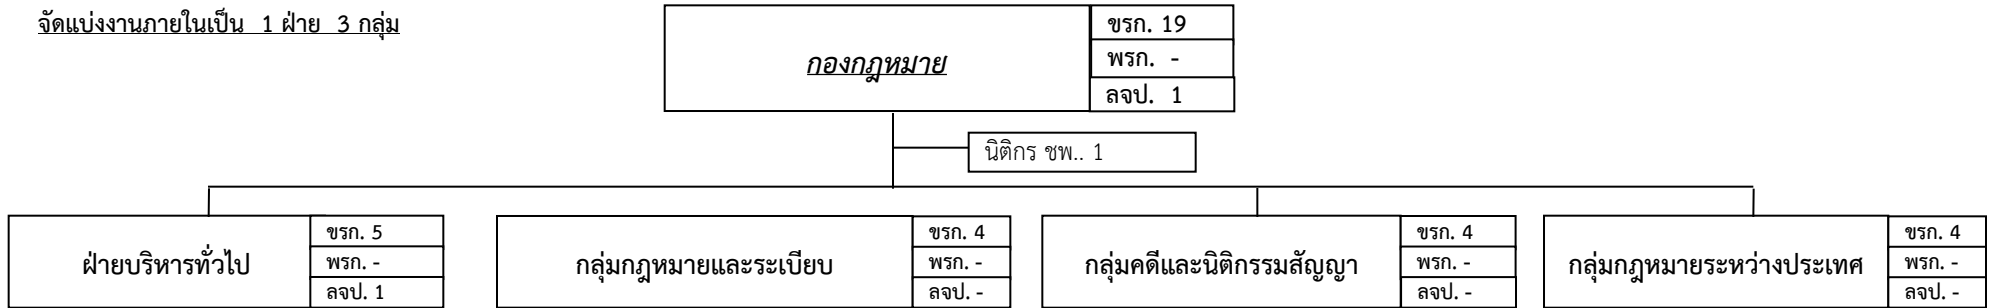 จัดแบ่งงานภายในเป็น 1 ฝ่าย 3 กลุ่ม
กองกฎหมาย
ขรก. 19
พรก. -
ลจป. 1
นิติกร ชพ.. 1
ฝ่ายบริหารทั่วไป
ขรก. 5
พรก. -
ลจป. 1
กลุ่มกฎหมายและระเบียบ
ขรก. 4
พรก. -
ลจป. -
กลุ่มคดีและนิติกรรมสัญญา
ขรก. 4
พรก. -
ลจป. -
กลุ่มกฎหมายระหว่างประเทศ
ขรก. 4
พรก. -
ลจป. -